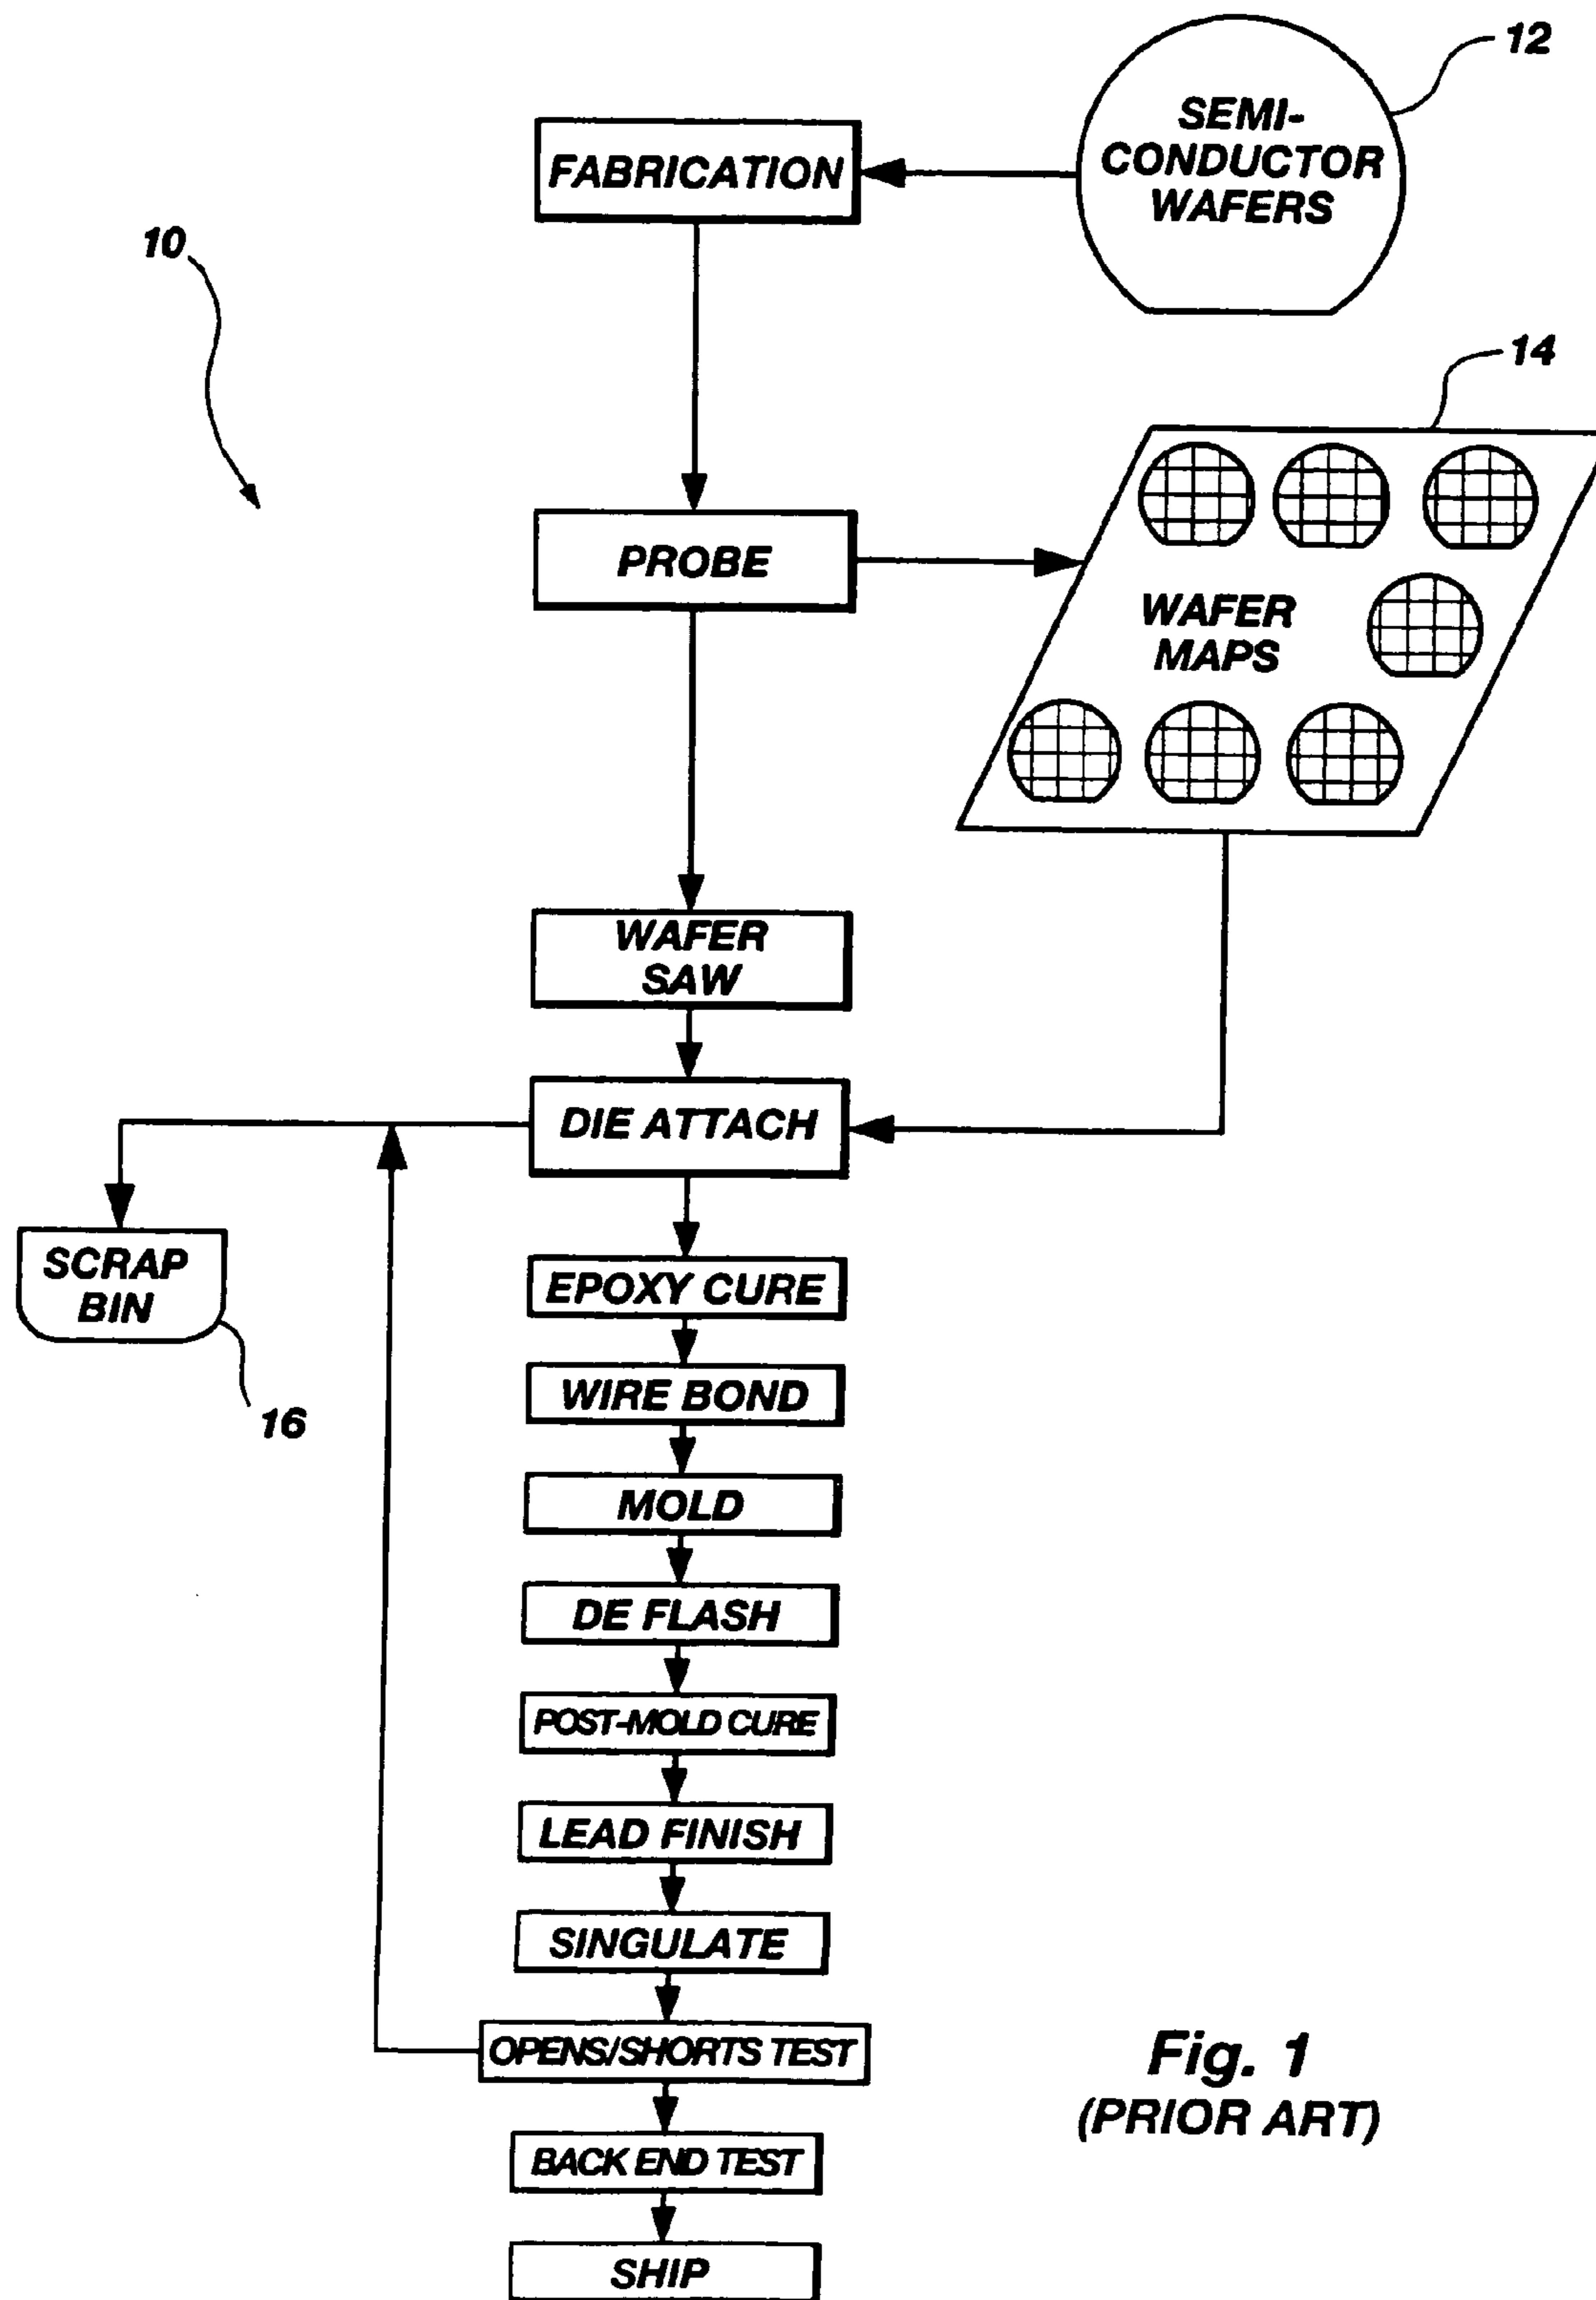 12
SEMI-
CONDUCTOR
WAFERS
FABRICATION
10
14
PROBE
WAFER
MAPS
WAFER
SAW
DIE ATTACH
SCRAP
BIN
16
EPOXY CURE
WIRE BOND
MOLD
DE FLASH
POST-MOLD CURE
LEAD FINISH
SINGULATE
OPENS/SHORTS TEST
BACK END TEST
SHIP
Fig. 1
(PRIOR ART)